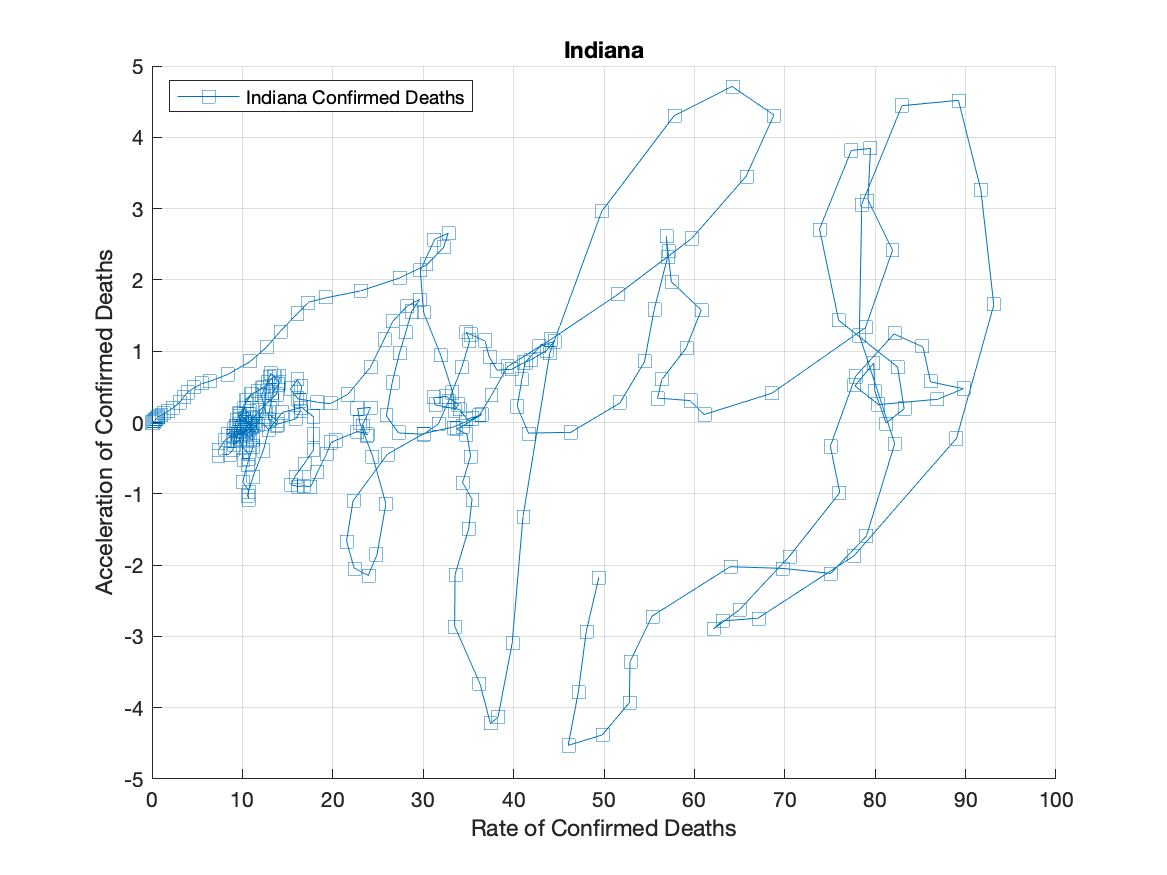 Indiana
Indiana Confirmed Deaths
5
4
3
2
1
0
-1
-2
-3
-4
-5
Acceleration of Confirmed Deaths
0 10 20 30 40 50 60 70 80 90 100
Rate of Confirmed Deaths